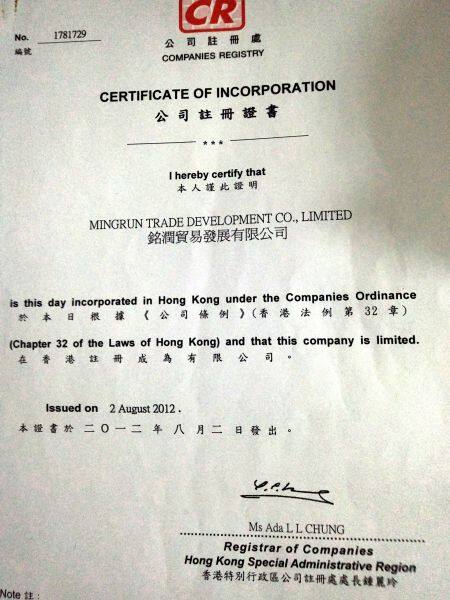 CR
No. 1781729
編號
公司註冊處
COMPANIES REGISTRY
CERTIFICATE OF INCORPORATION
公司註冊證書
***
I hereby certify that
本人謹此證明
MINGRUN TRADE DEVELOPMENT CO., LIMITED
銘潤貿易發展有限公司
is this day incorporated in Hong Kong under the Companies Ordinance
於本日根據《公司條例》(香港法例第32章)
(Chapter 32 of the Laws of Hong Kong) and that this company is limited.
在香港註冊成為有限公司。
Issued on 2 August 2012.
本證書於二〇一二年八月二日發出。
Ms Ada L L CHUNG
Registrar of Companies
Hong Kong Special Administrative Region
香港特別行政區公司註冊處處長鍾麗玲
Note 註: